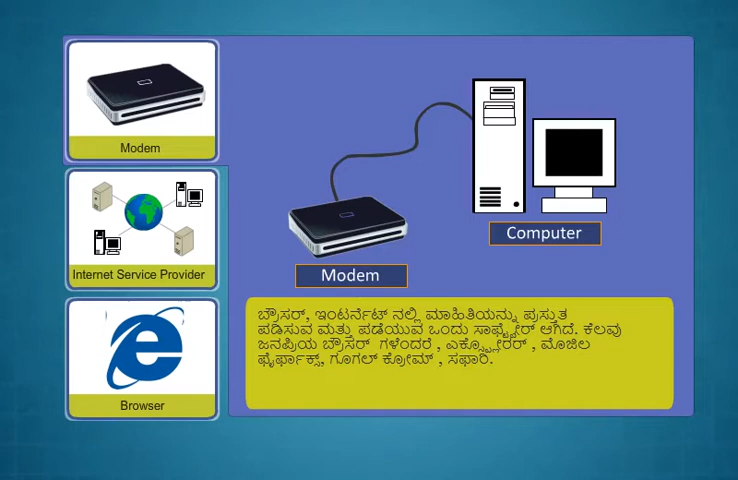 Modem
Internet Service Provider
Browser
Computer
Modem
ಬ್ರೌಸರ್, ಇಂಟರ್ನೆಟ್ ನಲ್ಲಿ ಮಾಹಿತಿಯನ್ನು ಪ್ರಸ್ತುತ
ಪಡಿಸುವ ಮತ್ತು ಪಡೆಯುವ ಒಂದು ಸಾಫ್ಟ್ವೇರ್ ಆಗಿದೆ. ಕೆಲವು
ಜನಪ್ರಿಯ ಬ್ರೌಸರ್ ಗಳೆಂದರೆ , ಎಕ್ಸ್ಪ್ಲೋರರ್ , ಮೊಜಿಲ
ಫೈರ್ಫಾಕ್ಸ್, ಗೂಗಲ್ ಕ್ರೋಮ್ , ಸಫಾರಿ.